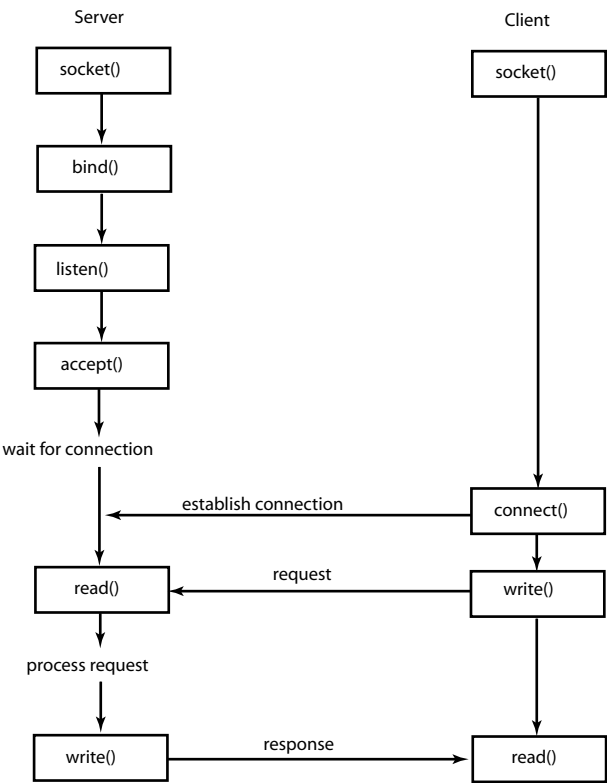 Server
Client
socket()
socket()
bind()
listen()
accept()
wait for connection
establish connection
connect()
read()
request
write()
process request
write()
response
read()